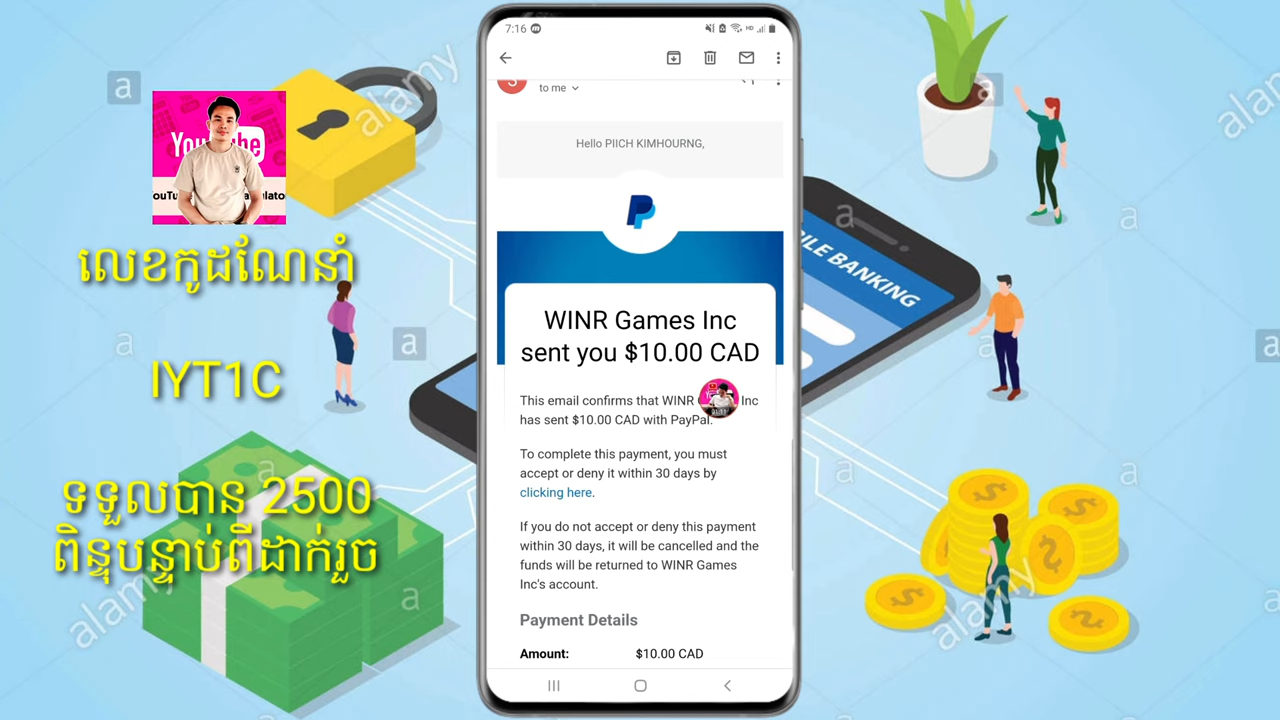 7:16
to me
Hello PIICH KIMHOURNG,
WINR Games Inc
sent you $10.00 CAD
This email confirms that WINR Inc
has sent $10.00 CAD with PayPal.
To complete this payment, you must
accept or deny it within 30 days by
clicking here.
If you do not accept or deny this payment
within 30 days, it will be cancelled and the
funds will be returned to WINR Games
Inc's account.
Payment Details
Amount: $10.00 CAD
លេខកូដណែនាំ
IYT1C
ទទួលបាន 2500
ពិន្ទុបន្ទាប់ពីដាក់រួច
BILE BANKING
alamy
alamy
alamy
alamy